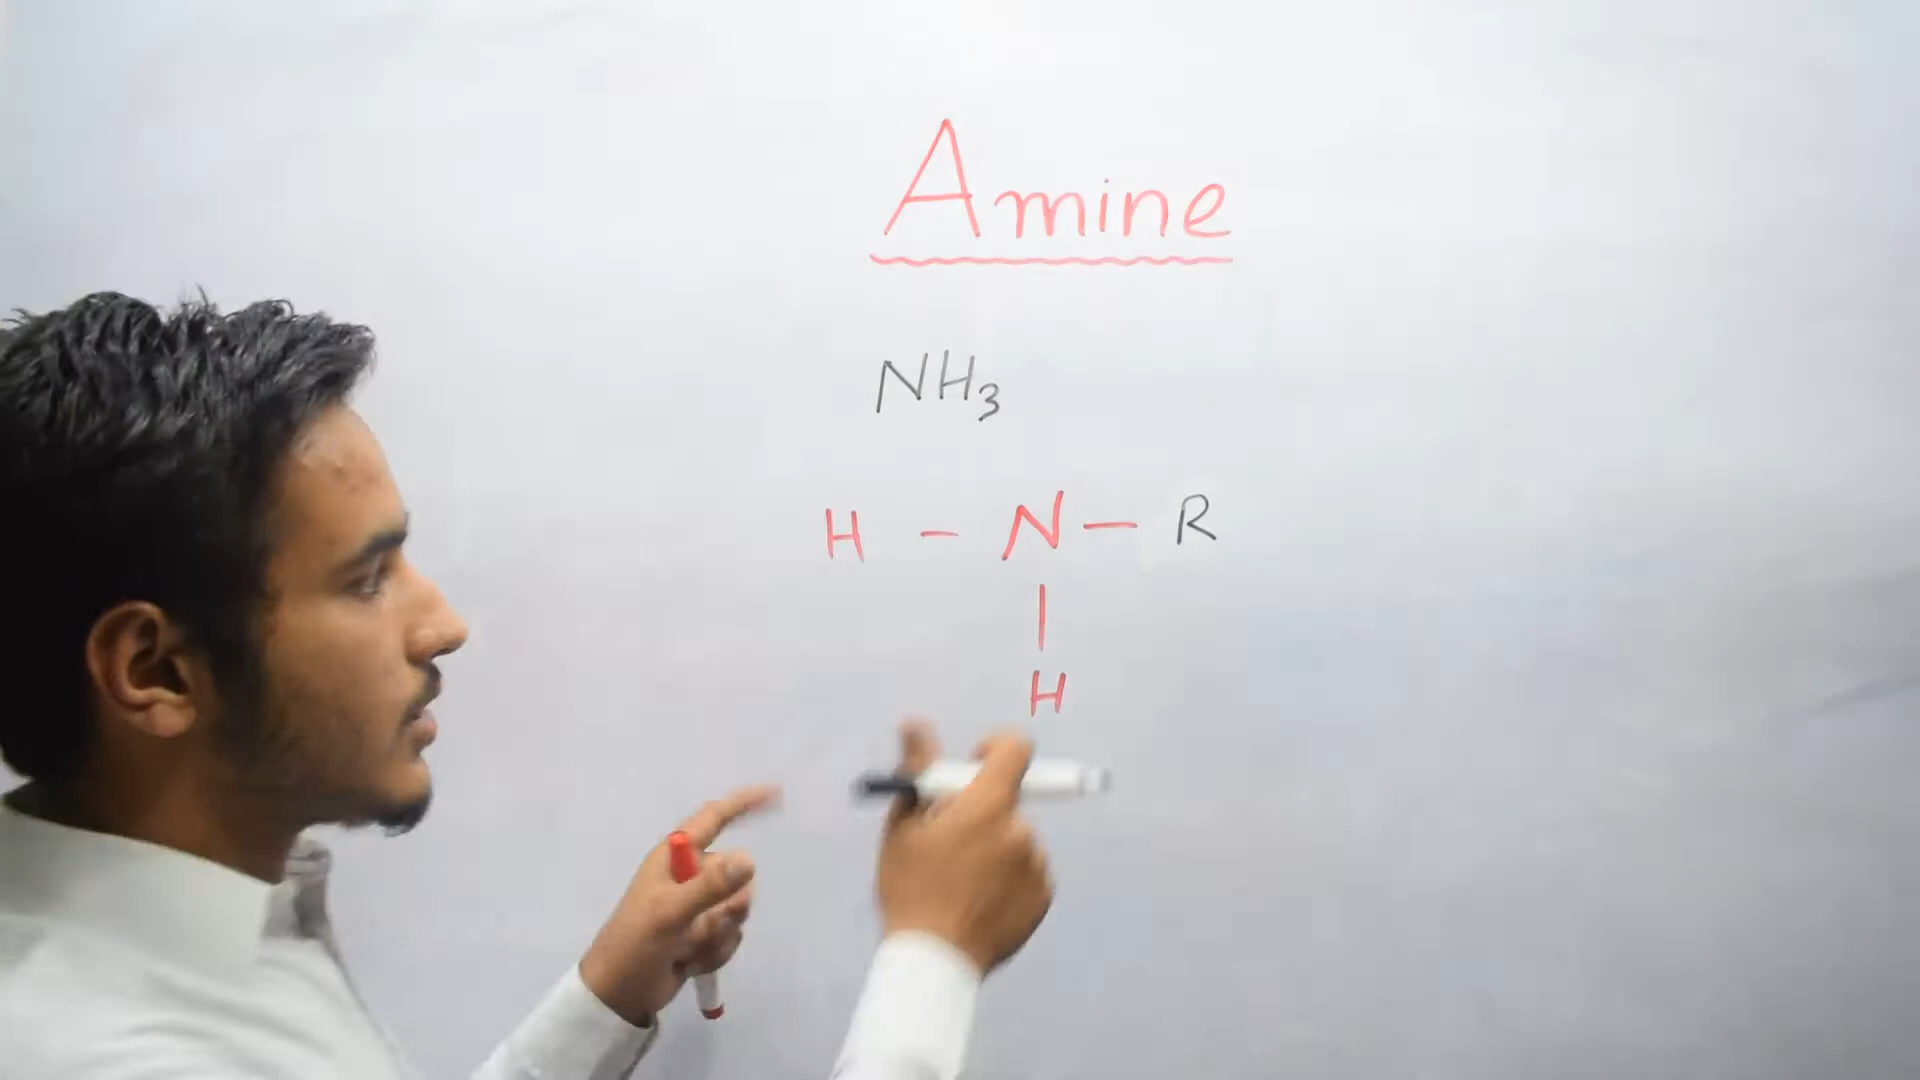 Amine
NH₃
H - N - R
|
H